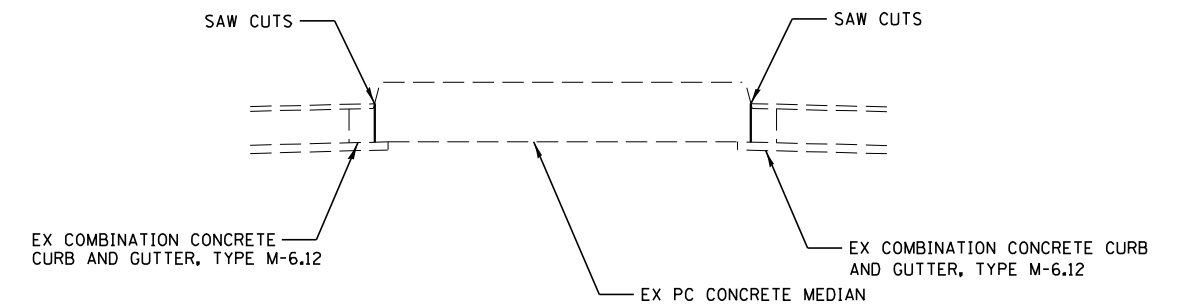 SAW CUTS
SAW CUTS
EX COMBINATION CONCRETE
CURB AND GUTTER, TYPE M-6.12
EX COMBINATION CONCRETE CURB
AND GUTTER, TYPE M-6.12
EX PC CONCRETE MEDIAN